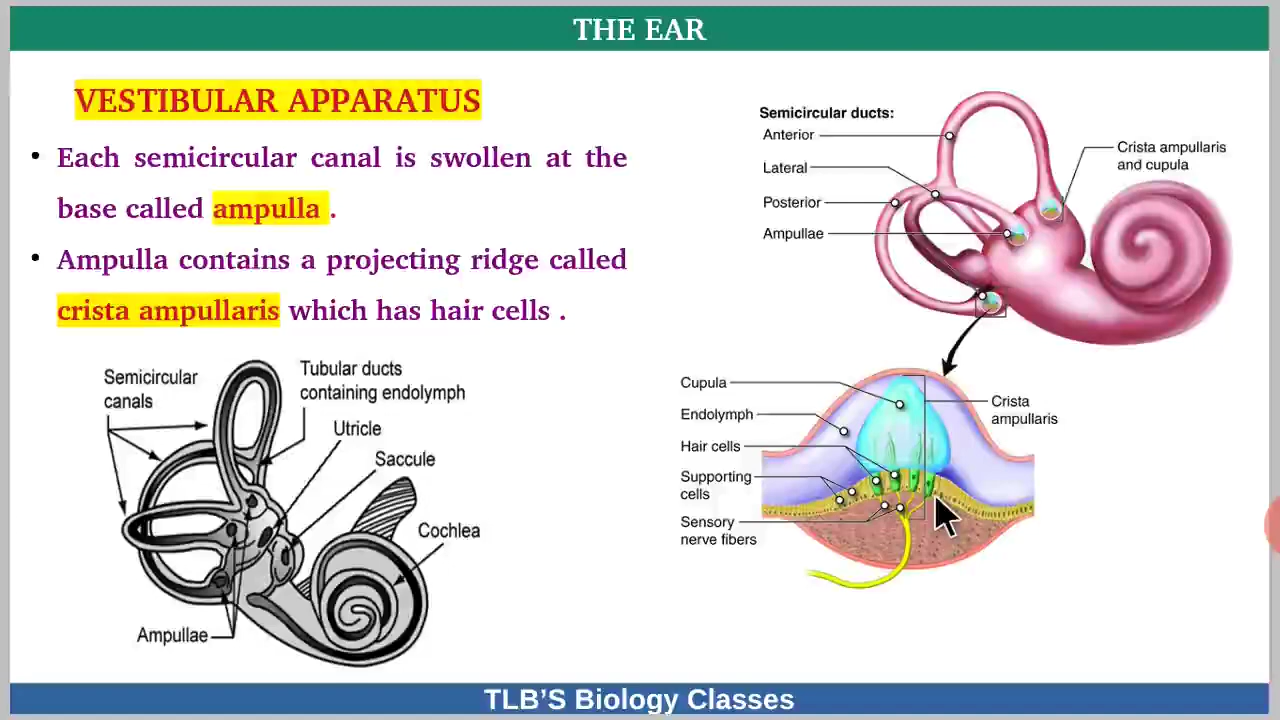 THE EAR
VESTIBULAR APPARATUS
• Each semicircular canal is swollen at the
base called ampulla .
• Ampulla contains a projecting ridge called
crista ampullaris which has hair cells .
Semicircular
canals
Tubular ducts
containing endolymph
Utricle
Saccule
Cochlea
Ampullae
Semicircular ducts:
Anterior
Lateral
Posterior
Ampullae
Crista ampullaris
and cupula
Cupula
Endolymph
Hair cells
Supporting
cells
Sensory
nerve fibers
Crista
ampullaris
TLB'S Biology Classes